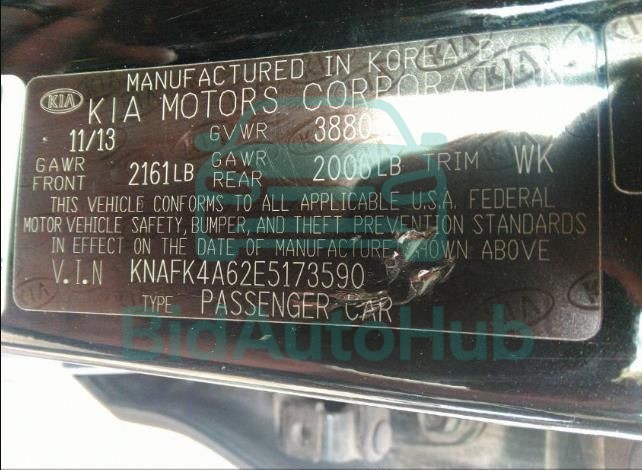 MANUFACTURED IN KOREA BY
KIA KIA MOTORS CORPORATION
11/13 GVWR 3880
GAWR FRONT 2161LB GAWR REAR 2006LB TRIM WK
THIS VEHICLE CONFORMS TO ALL APPLICABLE U.S.A. FEDERAL
MOTOR VEHICLE SAFETY, BUMPER, AND THEFT PREVENTION STANDARDS
IN EFFECT ON THE DATE OF MANUFACTURE SHOWN ABOVE
V.I.N KNAFK4A62E5173590
TYPE PASSENGER CAR
BidAutoHub